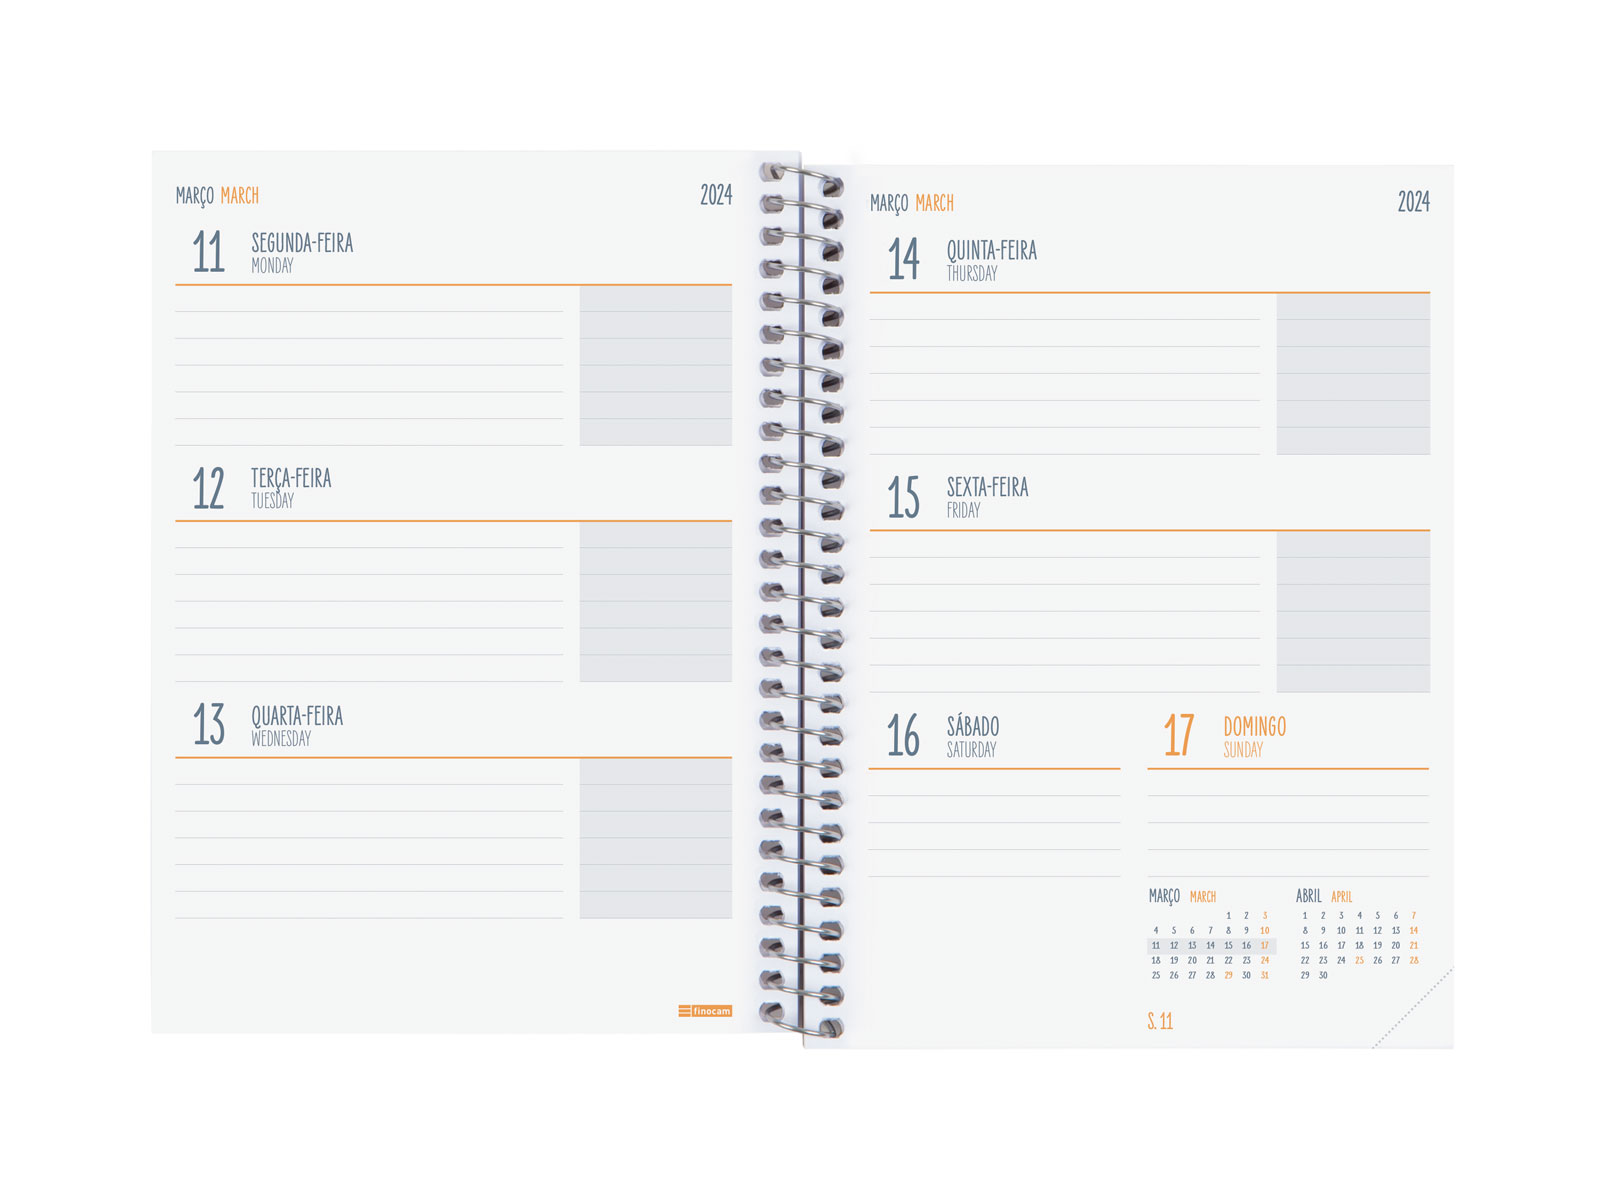 MARÇO MARCH 2024
11 SEGUNDA-FEIRA
MONDAY
12 TERÇA-FEIRA
TUESDAY
13 QUARTA-FEIRA
WEDNESDAY
finocam
MARÇO MARCH 2024
14 QUINTA-FEIRA
THURSDAY
15 SEXTA-FEIRA
FRIDAY
16 SÁBADO
SATURDAY
17 DOMINGO
SUNDAY
MARÇO MARCH
1 2 3
4 5 6 7 8 9 10
11 12 13 14 15 16 17
18 19 20 21 22 23 24
25 26 27 28 29 30 31
ABRIL APRIL
1 2 3 4 5 6 7
8 9 10 11 12 13 14
15 16 17 18 19 20 21
22 23 24 25 26 27 28
29 30
S. 11